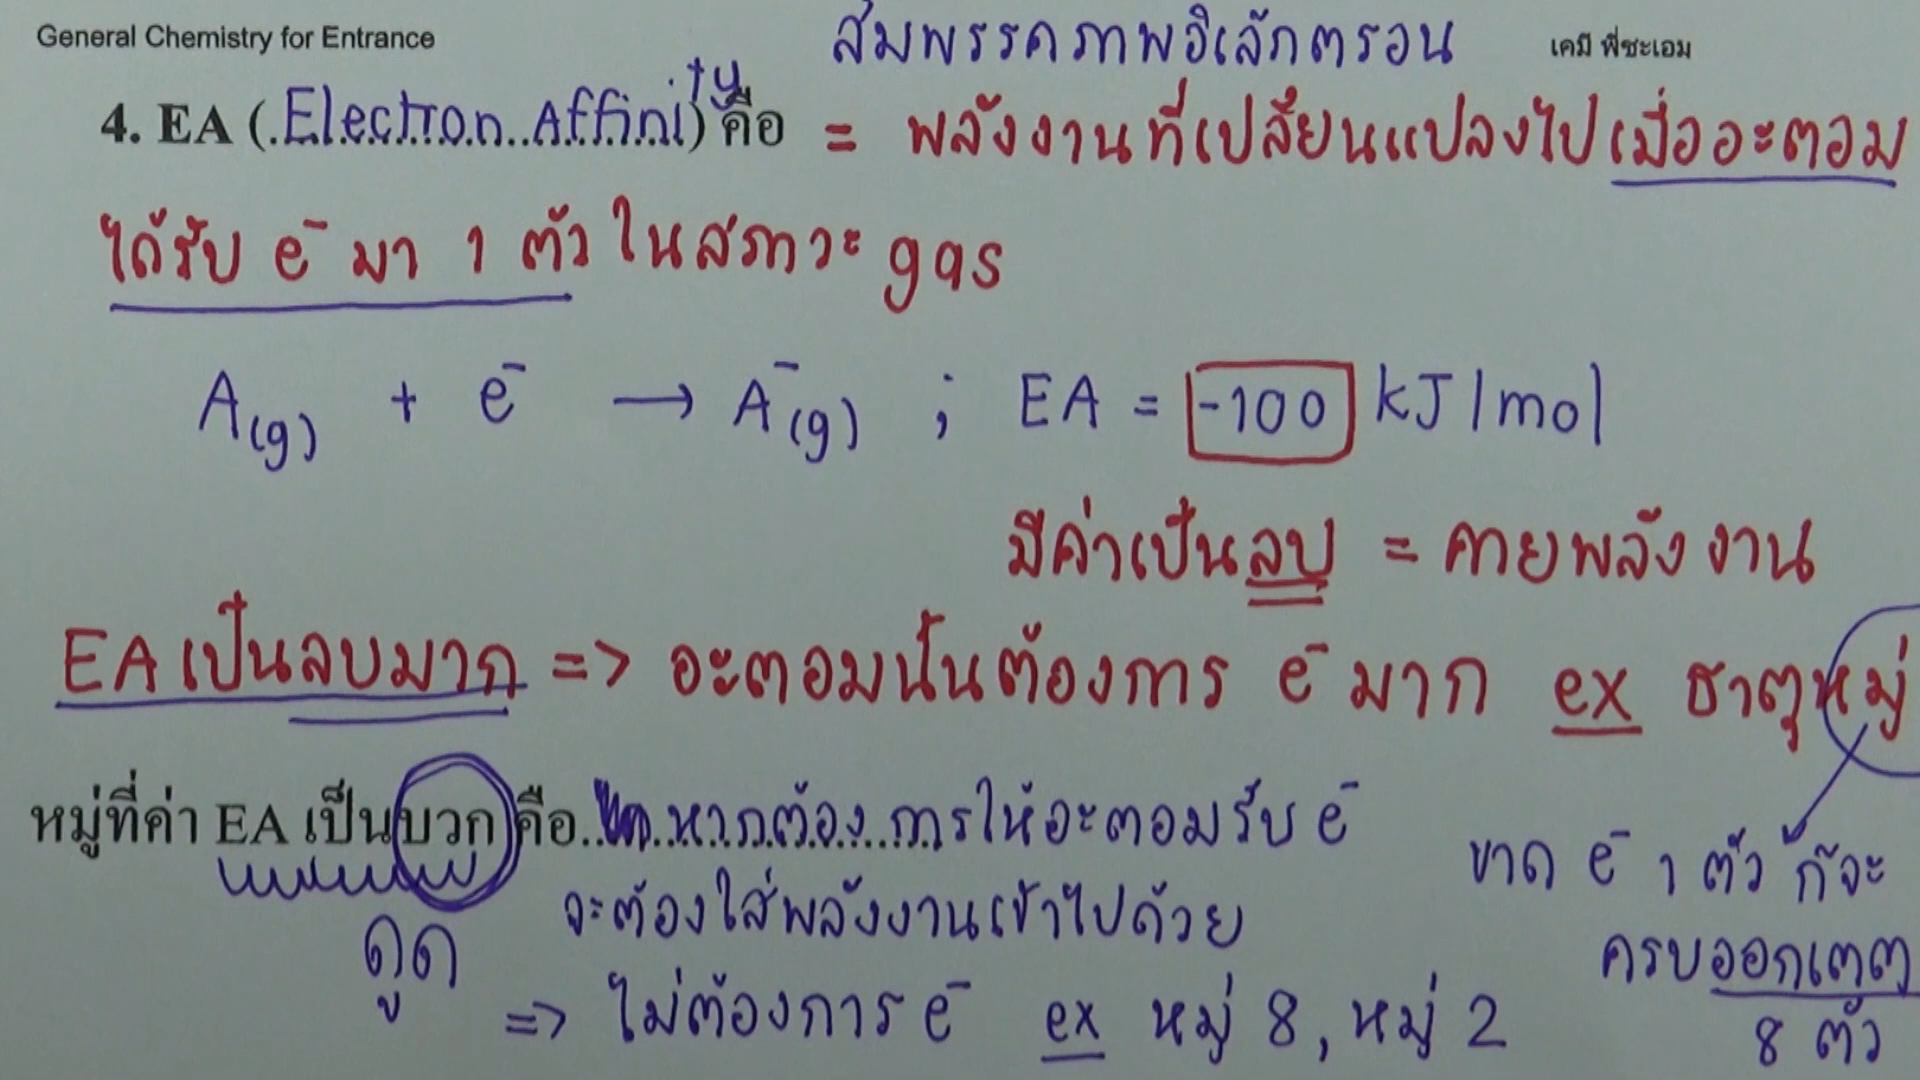 General Chemistry for Entrance
สัมพรรคภาพอิเล็กตรอน
เคมี พี่ชะเอม
4. EA (.Electron Affinity) คือ = พลังงานที่เปลี่ยนแปลงไปเมื่ออะตอม
ได้รับ e⁻ มา 1 ตัว ในสภาวะ gas
A(g) + e⁻ → A⁻(g) ; EA = -100 kJ/mol
มีค่าเป็นลบ = คายพลังงาน
EA เป็นลบมาก => อะตอมนั้นต้องการ e⁻ มาก ex ธาตุหมู่
หมู่ที่ค่า EA เป็นบวก คือ..หากต้องการให้อะตอมรับ e⁻
จะต้องใส่พลังงานเข้าไปด้วย
ดูด
=> ไม่ต้องการ e⁻ ex หมู่ 8, หมู่ 2
ขาด e⁻ 1 ตัว ก็จะ
ครบออกเตต
8 ตัว